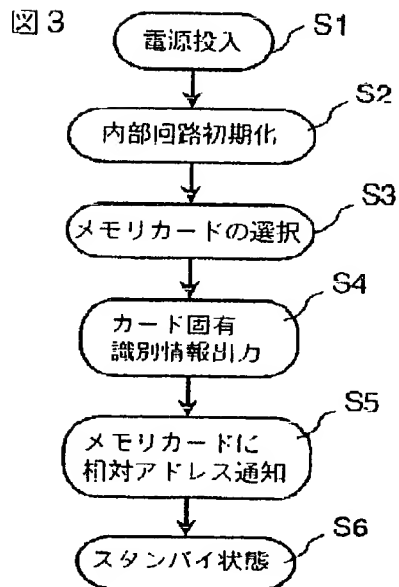 図3
電源投入
S1
内部回路初期化
S2
メモリカードの選択
S3
カード固有
識別情報出力
S4
メモリカードに
相対アドレス通知
S5
スタンバイ状態
S6